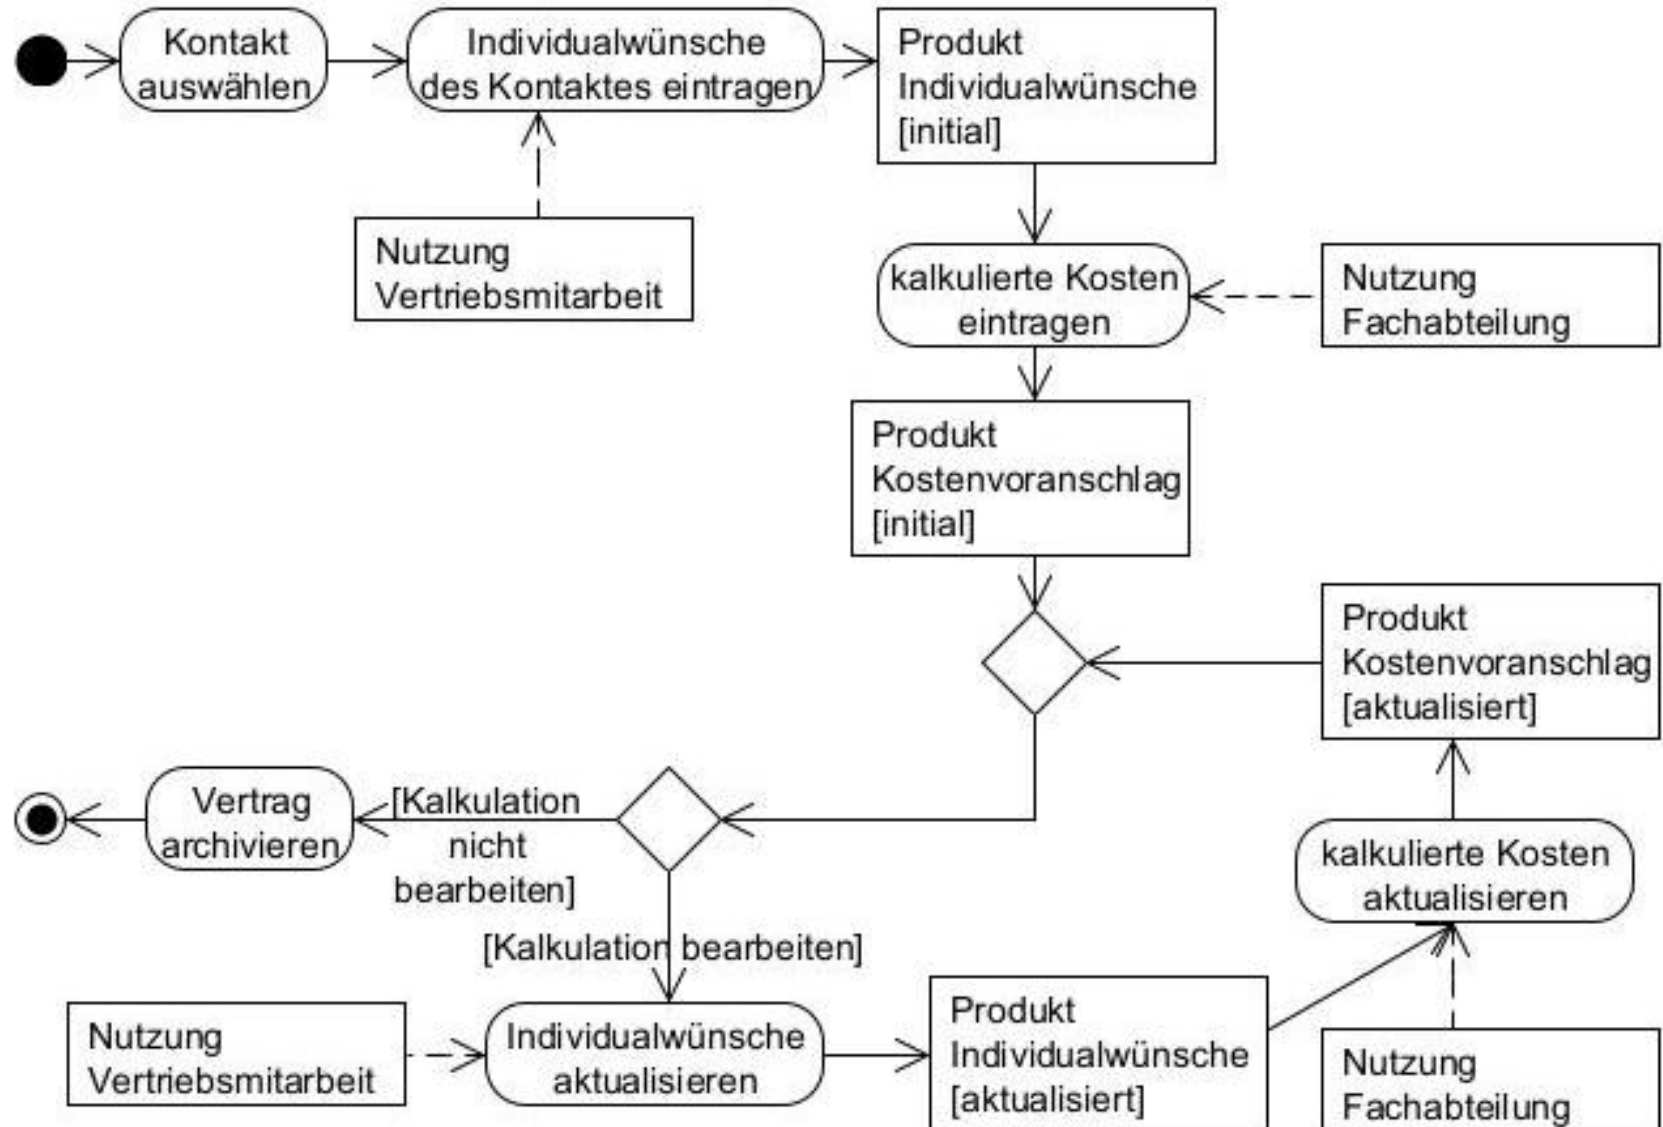 Kontakt
auswählen
Individualwünsche
des Kontaktes eintragen
Produkt
Individualwünsche
[initial]
Nutzung
Vertriebsmitarbeit
kalkulierte Kosten
eintragen
Nutzung
Fachabteilung
Produkt
Kostenvoranschlag
[initial]
Produkt
Kostenvoranschlag
[aktualisiert]
Vertrag
archivieren
[Kalkulation
nicht
bearbeiten]
kalkulierte Kosten
aktualisieren
[Kalkulation bearbeiten]
Nutzung
Vertriebsmitarbeit
Individualwünsche
aktualisieren
Produkt
Individualwünsche
[aktualisiert]
Nutzung
Fachabteilung